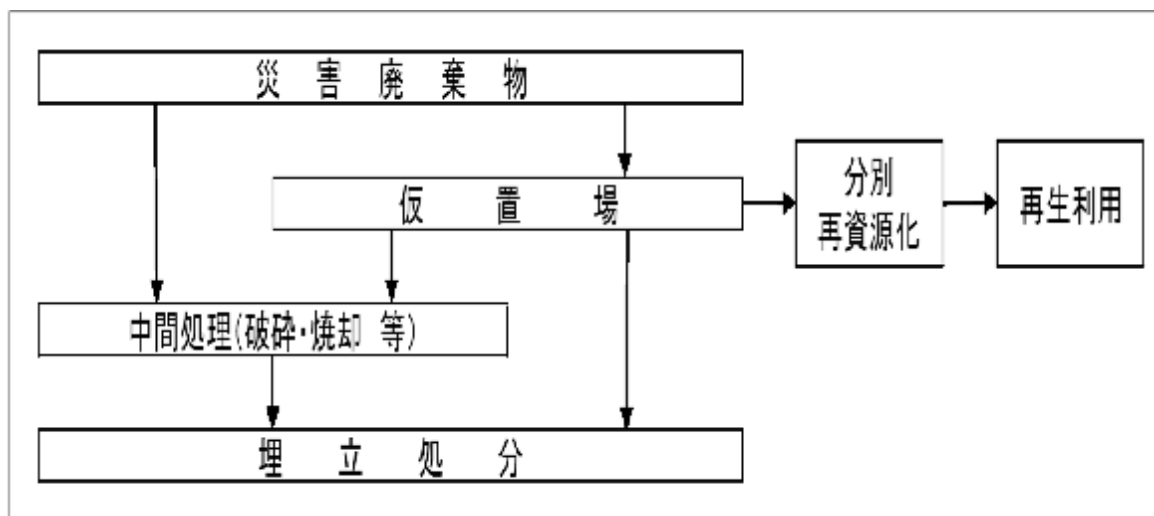 災害廃棄物
仮置場
分別
再資源化
再生利用
中間処理(破砕・焼却 等)
埋立処分